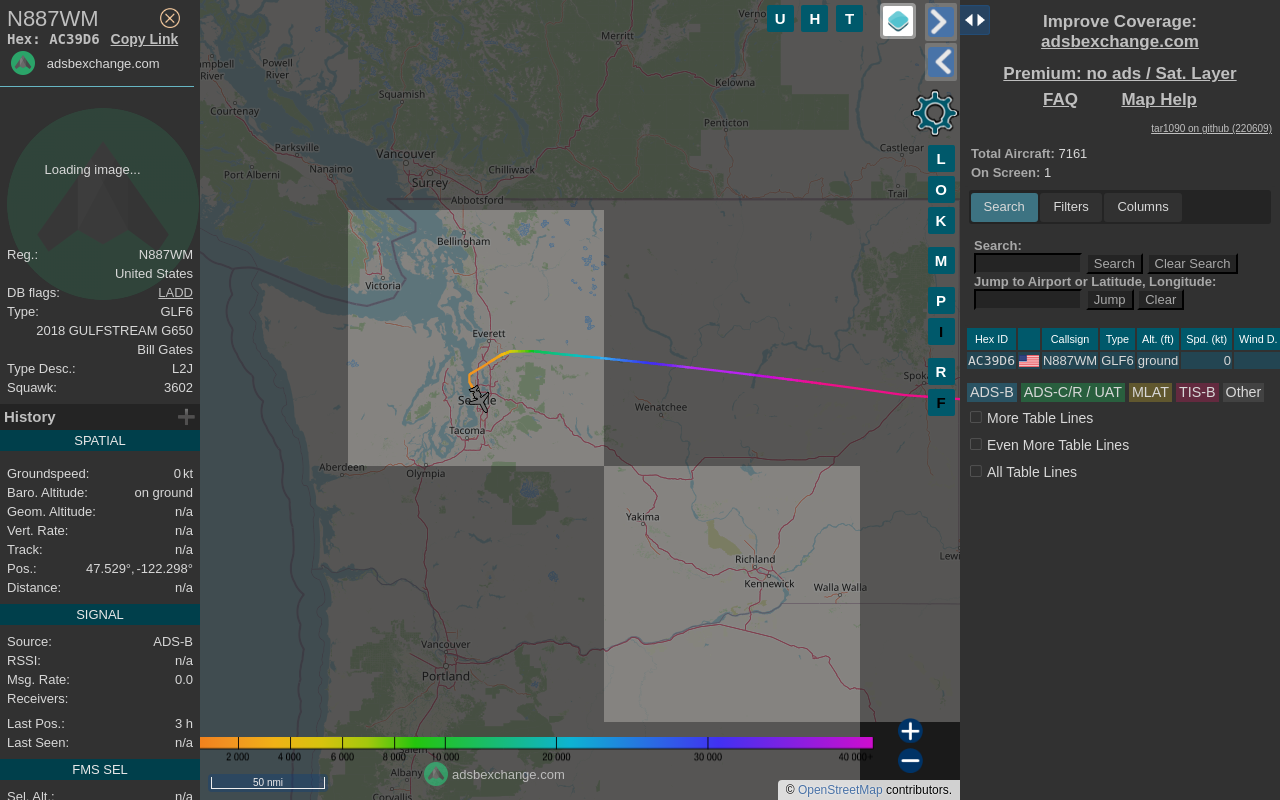 N887WM
Hex: AC39D6 Copy Link
adsbexchange.com
Loading image...
Reg.: N887WM
United States
DB flags: LADD
Type: GLF6
2018 GULFSTREAM G650
Bill Gates
Type Desc.: L2J
Squawk: 3602
History
SPATIAL
Groundspeed: 0 kt
Baro. Altitude: on ground
Geom. Altitude: n/a
Vert. Rate: n/a
Track: n/a
Pos.: 47.529°, -122.298°
Distance: n/a
SIGNAL
Source: ADS-B
RSSI: n/a
Msg. Rate: 0.0
Receivers:
Last Pos.: 3 h
Last Seen: n/a
FMS SEL
Sel. Alt.: n/a
Merritt
Powell
River
River
Squamish
Kelowna
Courtenay
Penticton
Parksville
Vancouver
Castlegar
Nanaimo
Port Alberni
Chilliwack
Surrey
Abbotsford
Trail
Bellingham
Victoria
Everett
Wenatchee
Tacoma
Aberdeen
Olympia
Yakima
Richland
Kennewick
Walla Walla
Vancouver
Portland
Albany
Corvallis
U H T
L
O
K
M
P
I
R
F
2 000 4 000 6 000 8 000 10 000 20 000 30 000 40 000+
50 nmi
adsbexchange.com
© OpenStreetMap contributors.
Improve Coverage:
adsbexchange.com
Premium: no ads / Sat. Layer
FAQ Map Help
tar1090 on github (220609)
Total Aircraft: 7161
On Screen: 1
Search Filters Columns
Search:
Search Clear Search
Jump to Airport or Latitude, Longitude:
Jump Clear
Hex ID Callsign Type Alt. (ft) Spd. (kt) Wind D.
AC39D6 N887WM GLF6 ground 0
ADS-B ADS-C/R / UAT MLAT TIS-B Other
More Table Lines
Even More Table Lines
All Table Lines